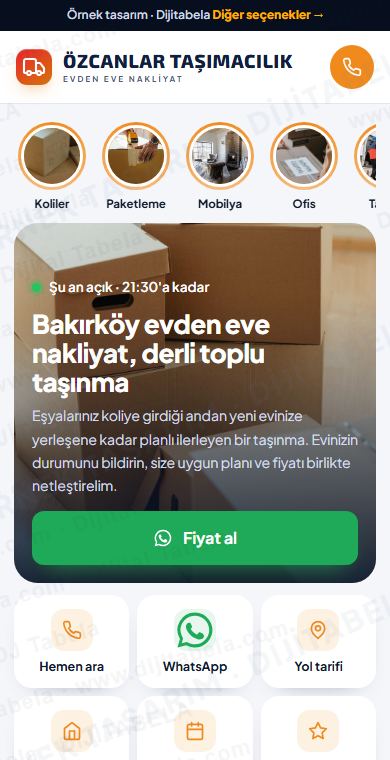 Örnek tasarım · Dijitabela Diğer seçenekler →
ÖZCANLAR TAŞIMACILIK
EVDEN EVE NAKLİYAT
Koliler
Paketleme
Mobilya
Ofis
Şu an açık · 21:30'a kadar
Bakırköy evden eve
nakliyat, derli toplu
taşınma
Eşyalarınız koliye girdiği andan yeni evinize
yerleşene kadar planlı ilerleyen bir taşınma. Evinizin
durumunu bildirin, size uygun planı ve fiyatı birlikte
netleştirelim.
Fiyat al
Hemen ara
WhatsApp
Yol tarifi